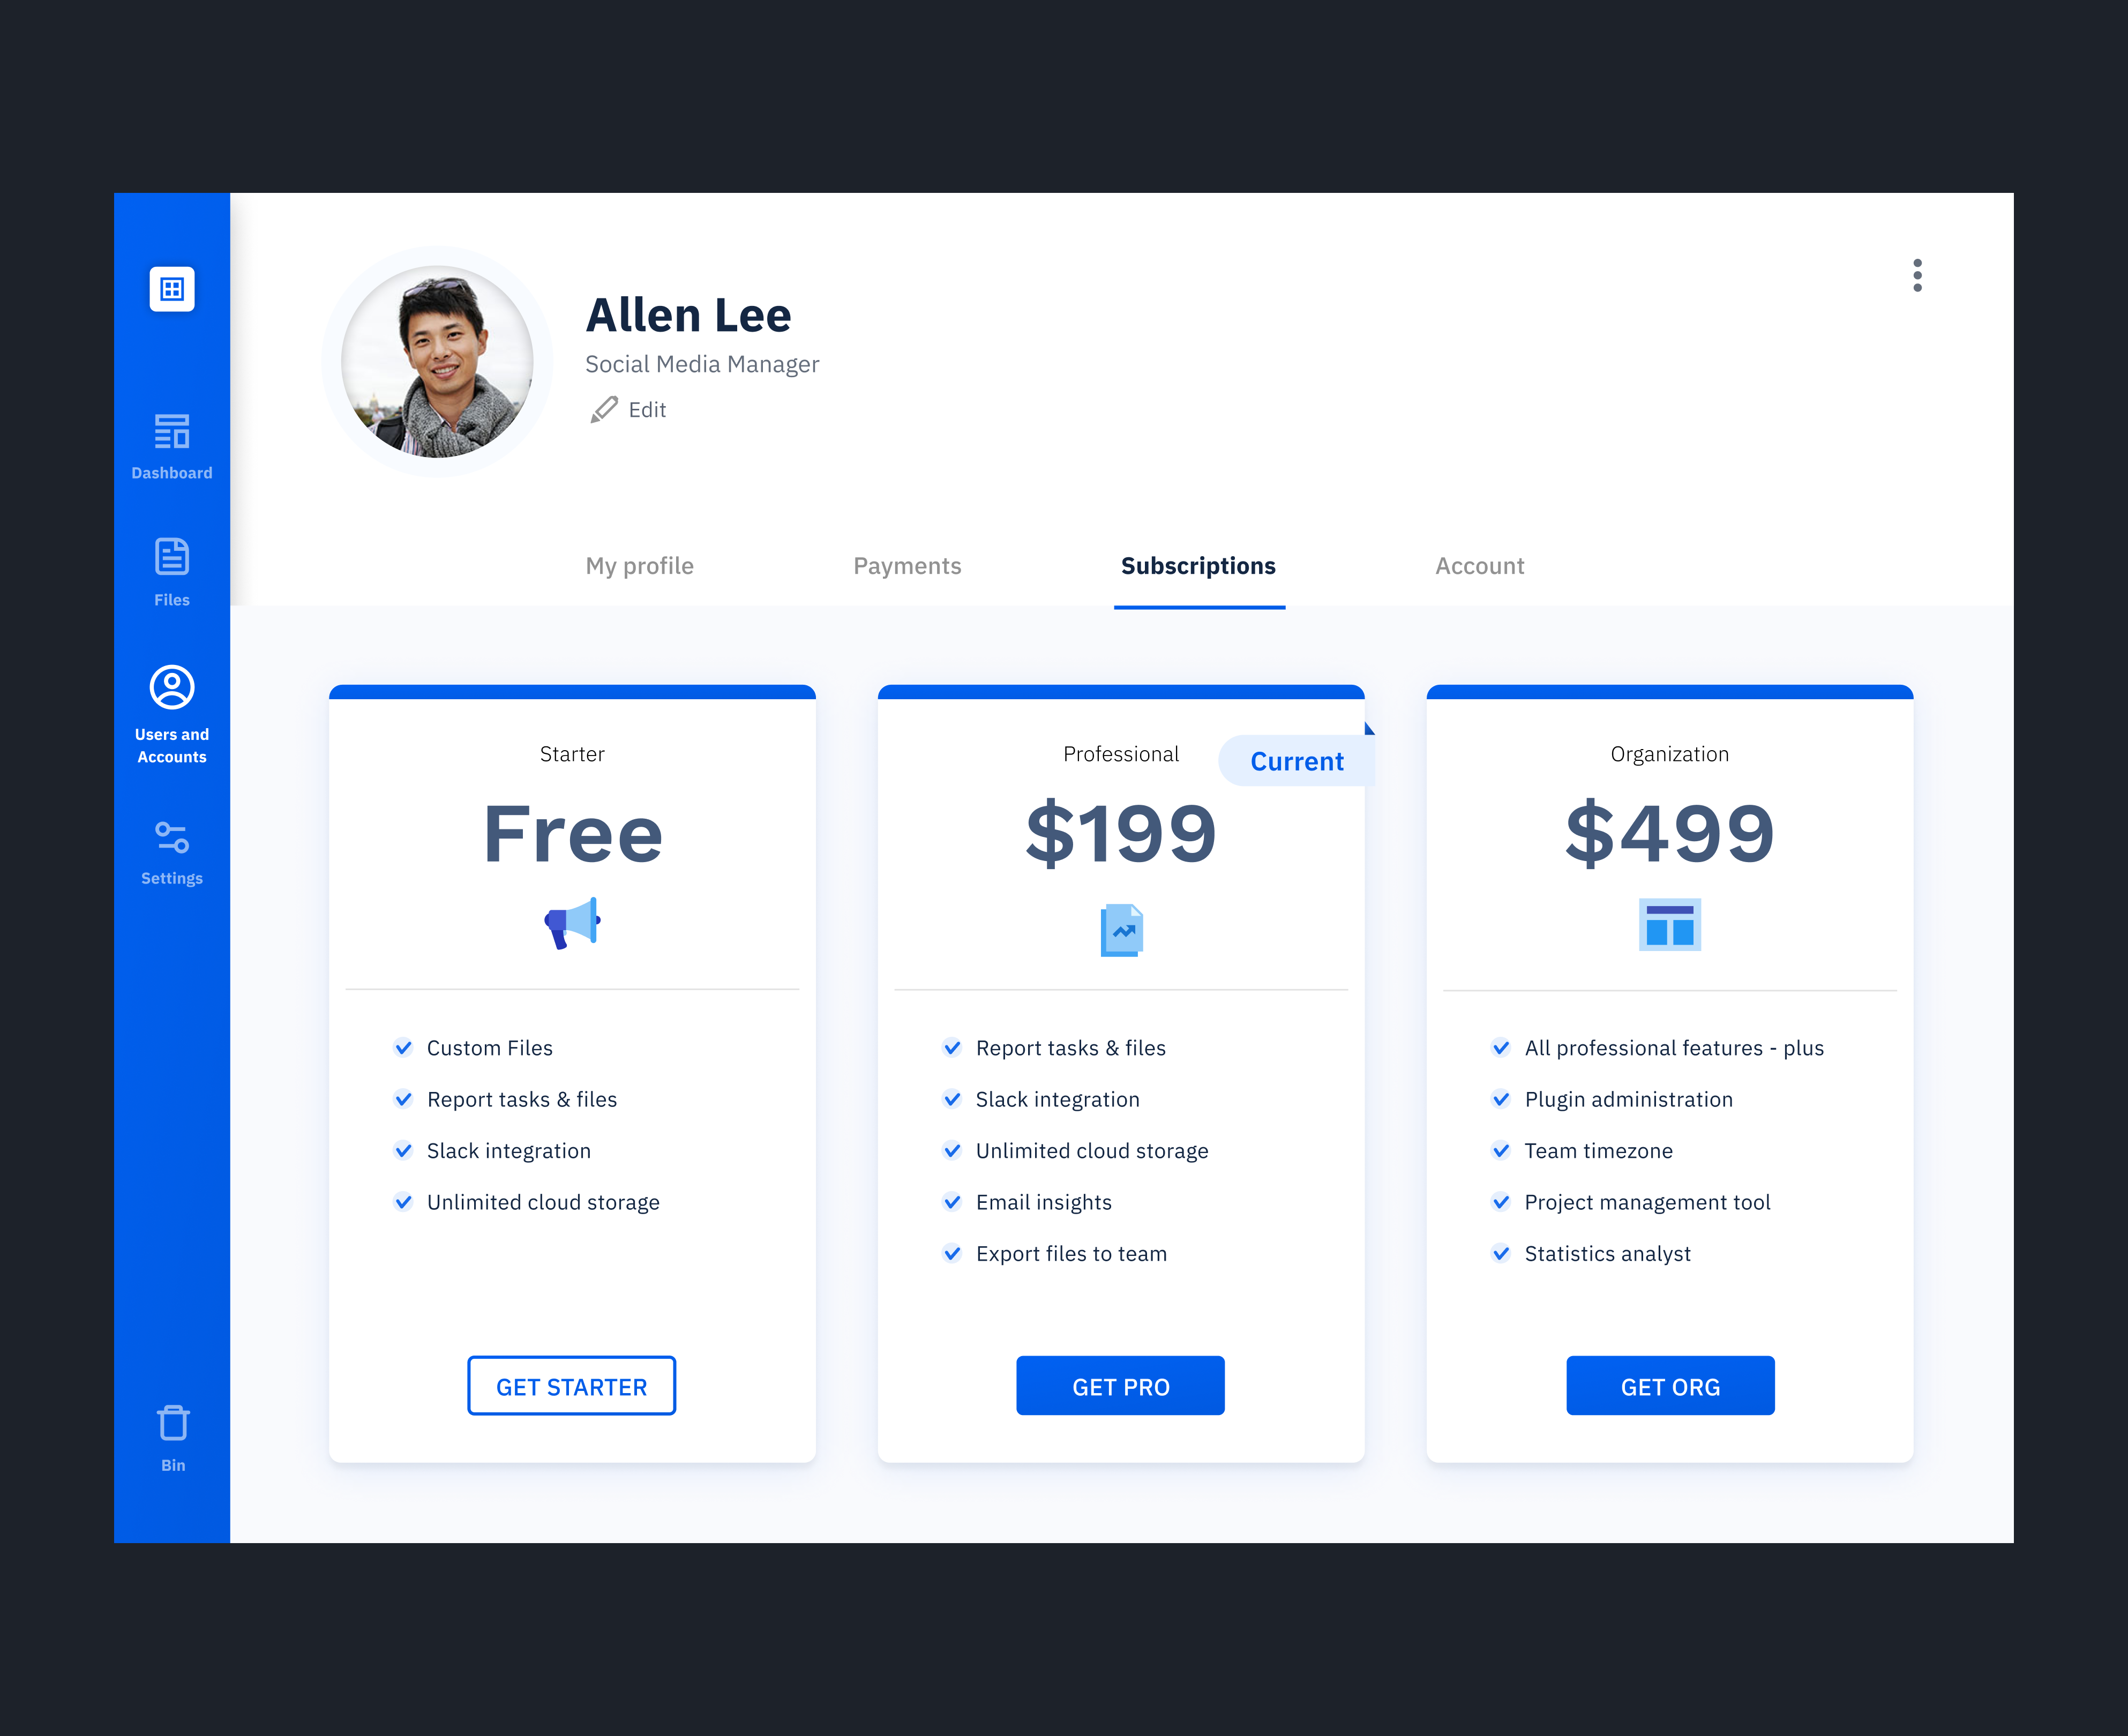 Allen Lee
Social Media Manager
Edit
Dashboard
Files
Users and
Accounts
Settings
Bin
My profile
Payments
Subscriptions
Account
Starter
Free
Custom Files
Report tasks & files
Slack integration
Unlimited cloud storage
GET STARTER
Professional
Current
$199
Report tasks & files
Slack integration
Unlimited cloud storage
Email insights
Export files to team
GET PRO
Organization
$499
All professional features - plus
Plugin administration
Team timezone
Project management tool
Statistics analyst
GET ORG